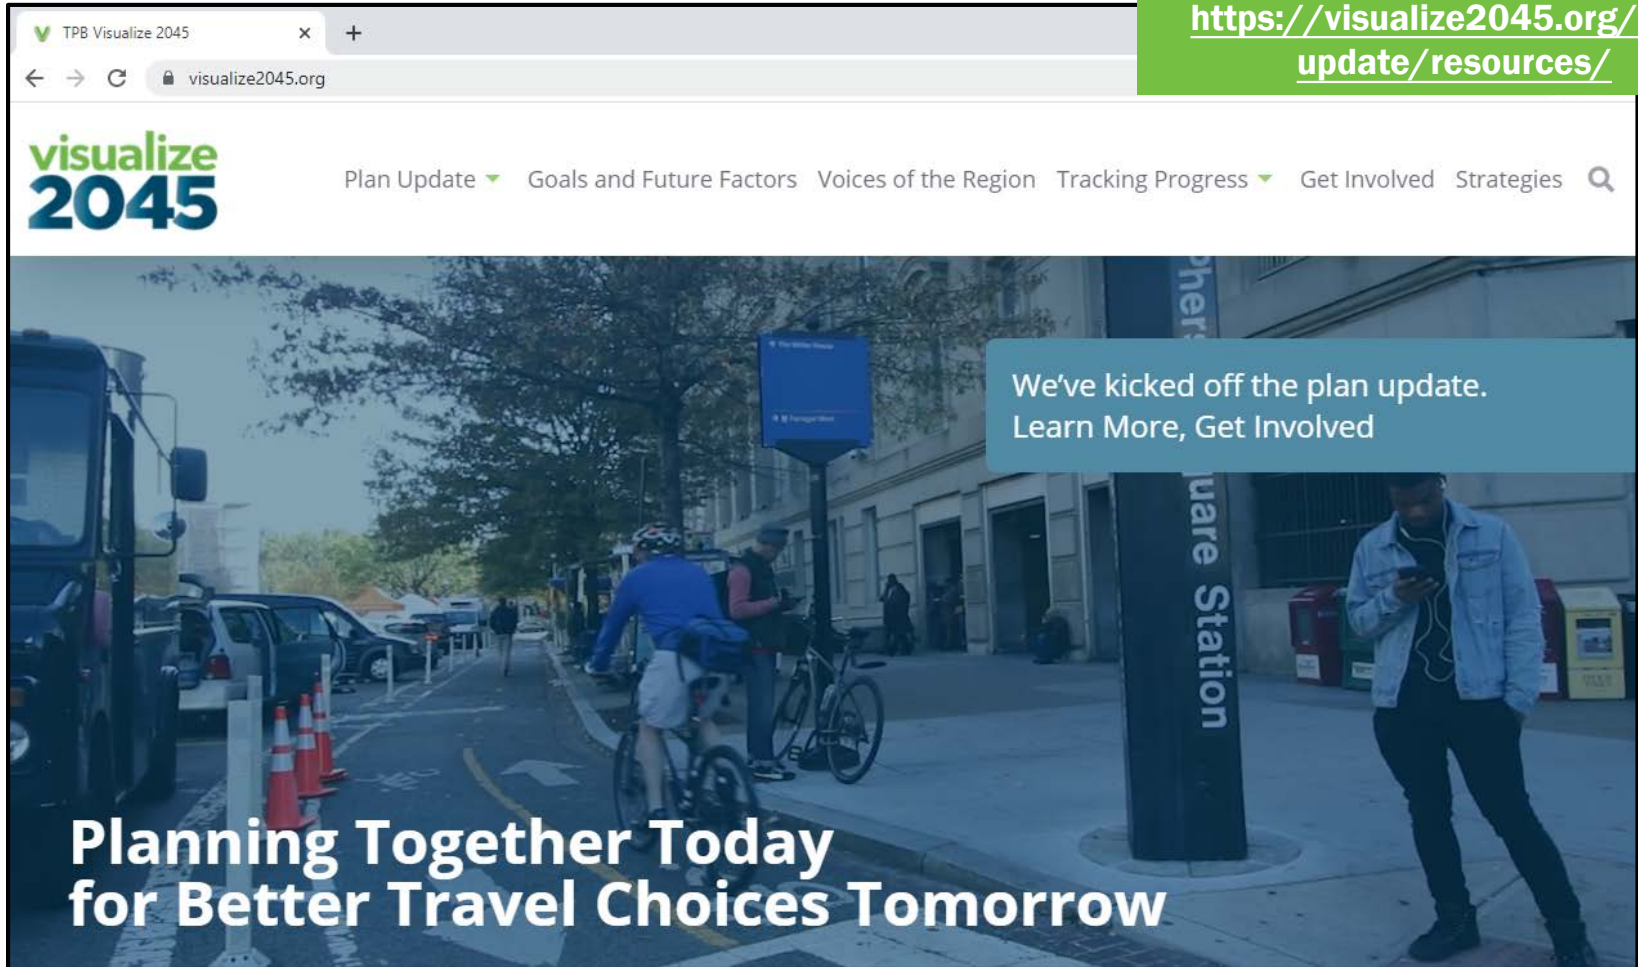 https://visualize2045.org/
update/resources/
TPB Visualize 2045
visualize2045.org
visualize
2045
Plan Update Goals and Future Factors Voices of the Region Tracking Progress Get Involved Strategies
We've kicked off the plan update.
Learn More, Get Involved
pher
uare Station
Planning Together Today
for Better Travel Choices Tomorrow